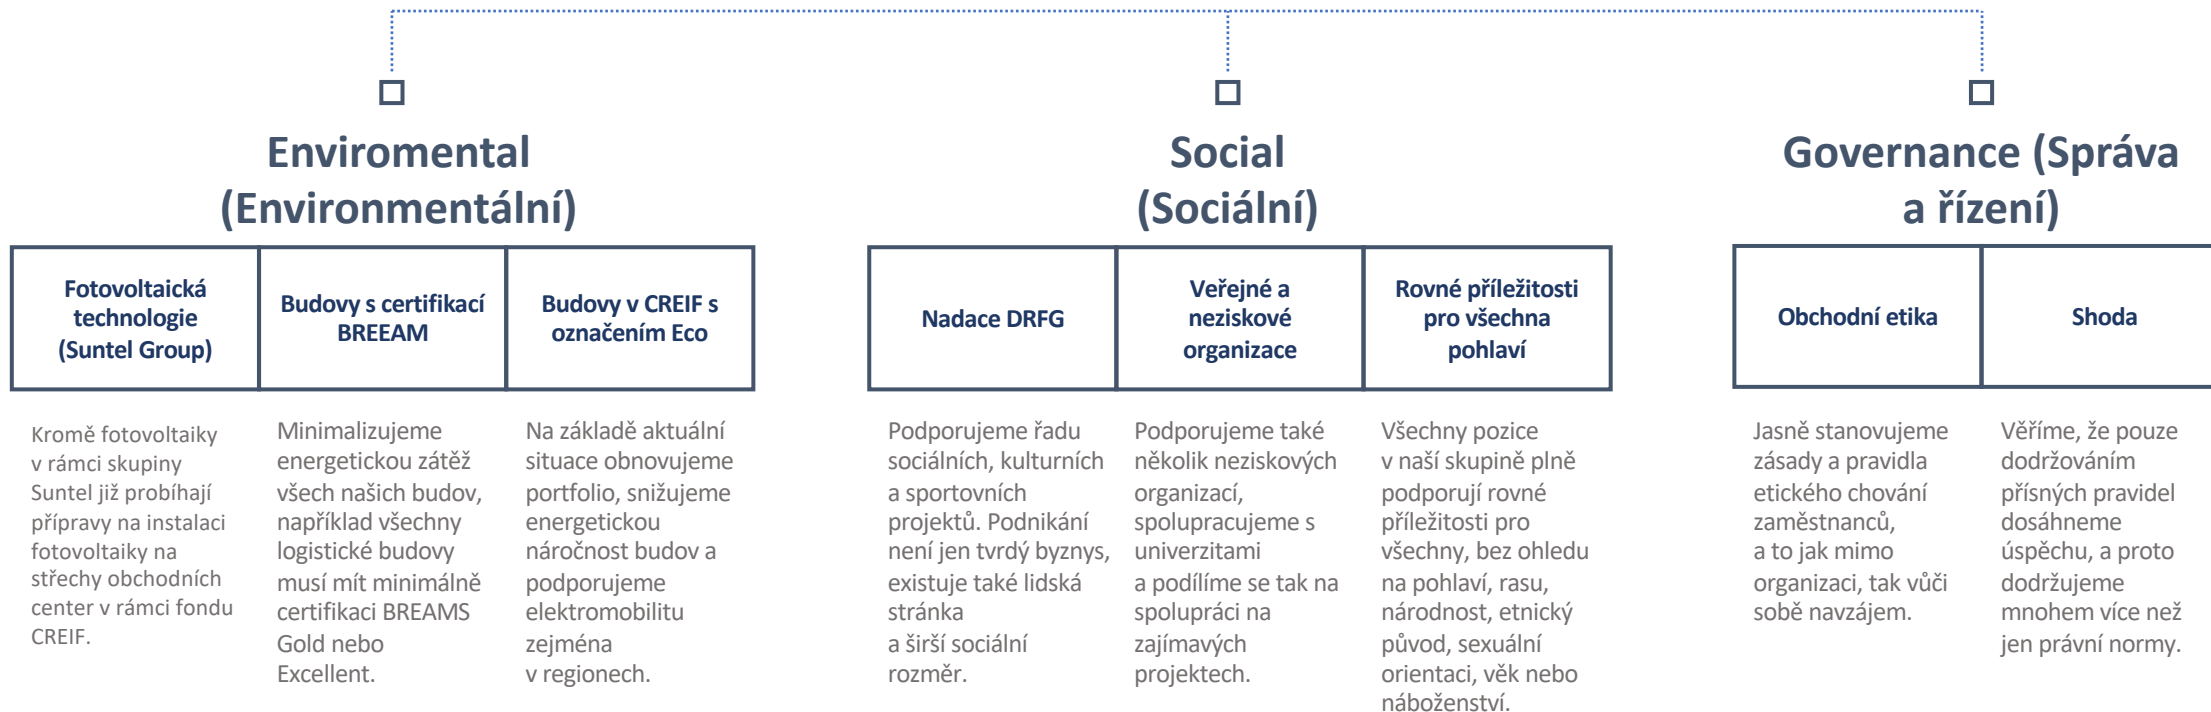 Enviromental
(Environmentální)
Fotovoltaická
technologie
(Suntel Group)
Kromě fotovoltaiky
v rámci skupiny
Suntel již probíhají
přípravy na instalaci
fotovoltaiky na
střechy obchodních
center v rámci fondu
CREIF.
Budovy s certifikací
BREEAM
Minimalizujeme
energetickou zátěž
všech našich budov,
například všechny
logistické budovy
musí mít minimálně
certifikaci BREAMS
Gold nebo
Excellent.
Budovy v CREIF s
označením Eco
Na základě aktuální
situace obnovujeme
portfolio, snižujeme
energetickou
náročnost budov a
podporujeme
elektromobilitu
zejména
v regionech.
Social
(Sociální)
Nadace DRFG
Podporujeme řadu
sociálních, kulturních
a sportovních
projektů. Podnikání
není jen tvrdý byznys,
existuje také lidská
stránka
a širší sociální
rozměr.
Veřejné a
neziskové
organizace
Podporujeme také
několik neziskových
organizací,
spolupracujeme s
univerzitami
a podílíme se tak na
spolupráci na
zajímavých
projektech.
Rovné příležitosti
pro všechna
pohlaví
Všechny pozice
v naší skupině plně
podporují rovné
příležitosti pro
všechny, bez ohledu
na pohlaví, rasu,
národnost, etnický
původ, sexuální
orientaci, věk nebo
náboženství.
Governance (Správa
a řízení)
Obchodní etika
Jasně stanovujeme
zásady a pravidla
etického chování
zaměstnanců,
a to jak mimo
organizaci, tak vůči
sobě navzájem.
Shoda
Věříme, že pouze
dodržováním
přísných pravidel
dosáhneme
úspěchu, a proto
dodržujeme
mnohem více než
jen právní normy.